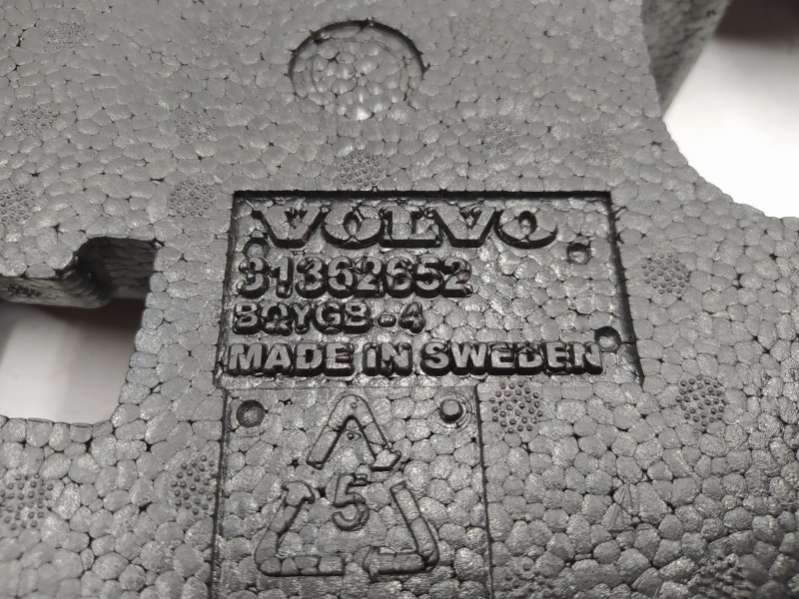 VOLVO
31362652
BQYGB-4
MADE IN SWEDEN
5